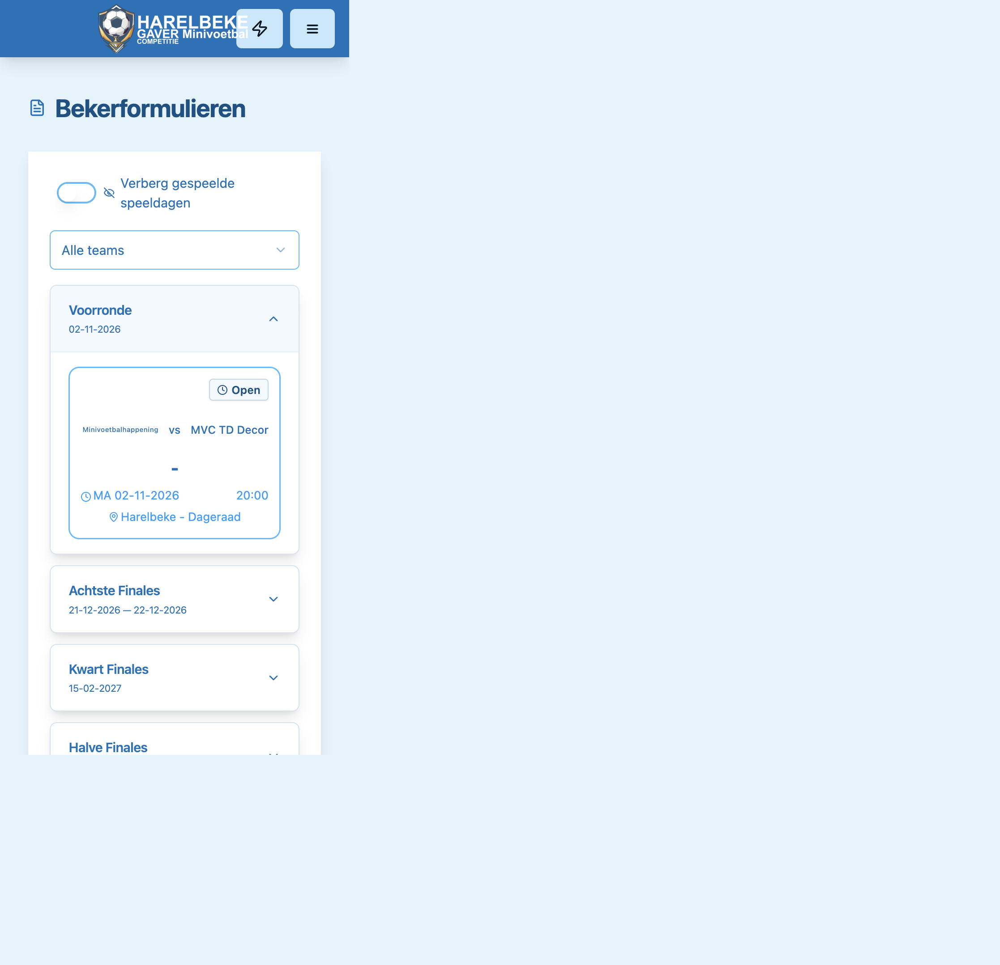 HARELBEKE
GAVER Minivoetbal
COMPETITIE
Bekerformulieren
Verberg gespeelde
speeldagen
Alle teams
Voorronde
02-11-2026
Open
Minivoetbalhappening vs MVC TD Decor
-
MA 02-11-2026 20:00
Harelbeke - Dageraad
Achtste Finales
21-12-2026 — 22-12-2026
Kwart Finales
15-02-2027
Halve Finales